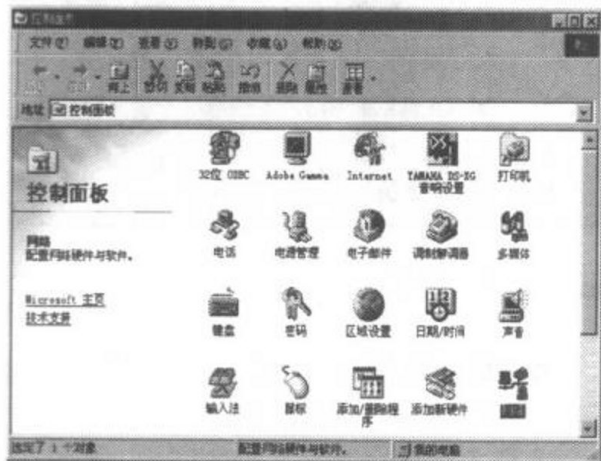 控制面板
文件(F) 编辑(E) 查看(V) 转到(G) 收藏(A) 帮助(H)
向上 剪切 复制 粘贴 撤消 删除 属性 查看
地址 控制面板
控制面板
网络
配置网络硬件与软件。
Microsoft 主页
技术支持
32位 ODBC Adobe Gamma Internet YAMAHA DS-XG 音响设置 打印机
电话 电源管理 电子邮件 调制解调器 多媒体
键盘 密码 区域设置 日期/时间 声音
输入法 鼠标 添加/删除程序 添加新硬件
选定了 1 个对象 配置网络硬件与软件。 我的电脑